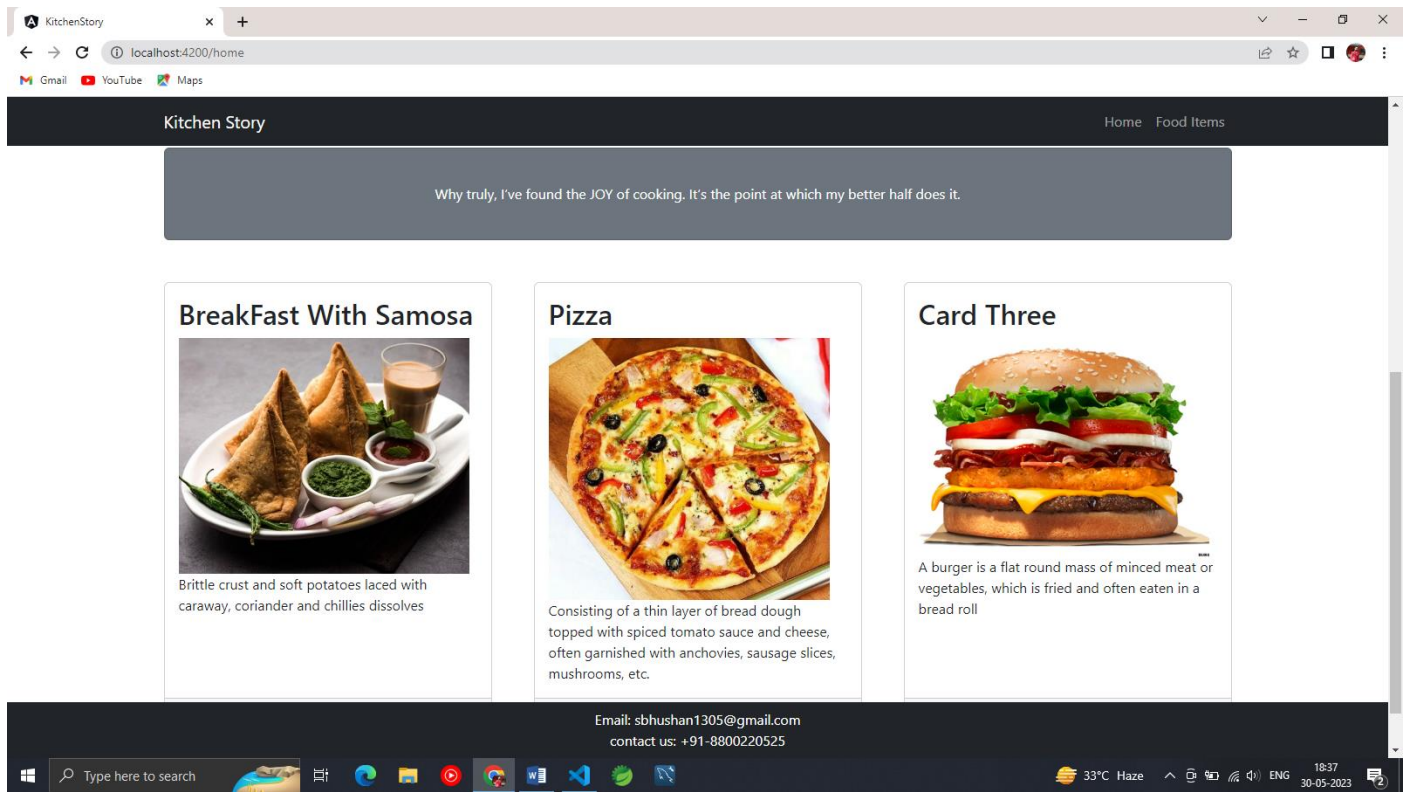 KitchenStory
localhost:4200/home
Gmail YouTube Maps
Kitchen Story Home Food Items
Why truly, I've found the JOY of cooking. It's the point at which my better half does it.
BreakFast With Samosa
Brittle crust and soft potatoes laced with
caraway, coriander and chillies dissolves
Pizza
Consisting of a thin layer of bread dough
topped with spiced tomato sauce and cheese,
often garnished with anchovies, sausage slices,
mushrooms, etc.
Card Three
A burger is a flat round mass of minced meat or
vegetables, which is fried and often eaten in a
bread roll
Email: sbhushan1305@gmail.com
contact us: +91-8800220525
Type here to search
33°C Haze
ENG
18:37
30-05-2023
2